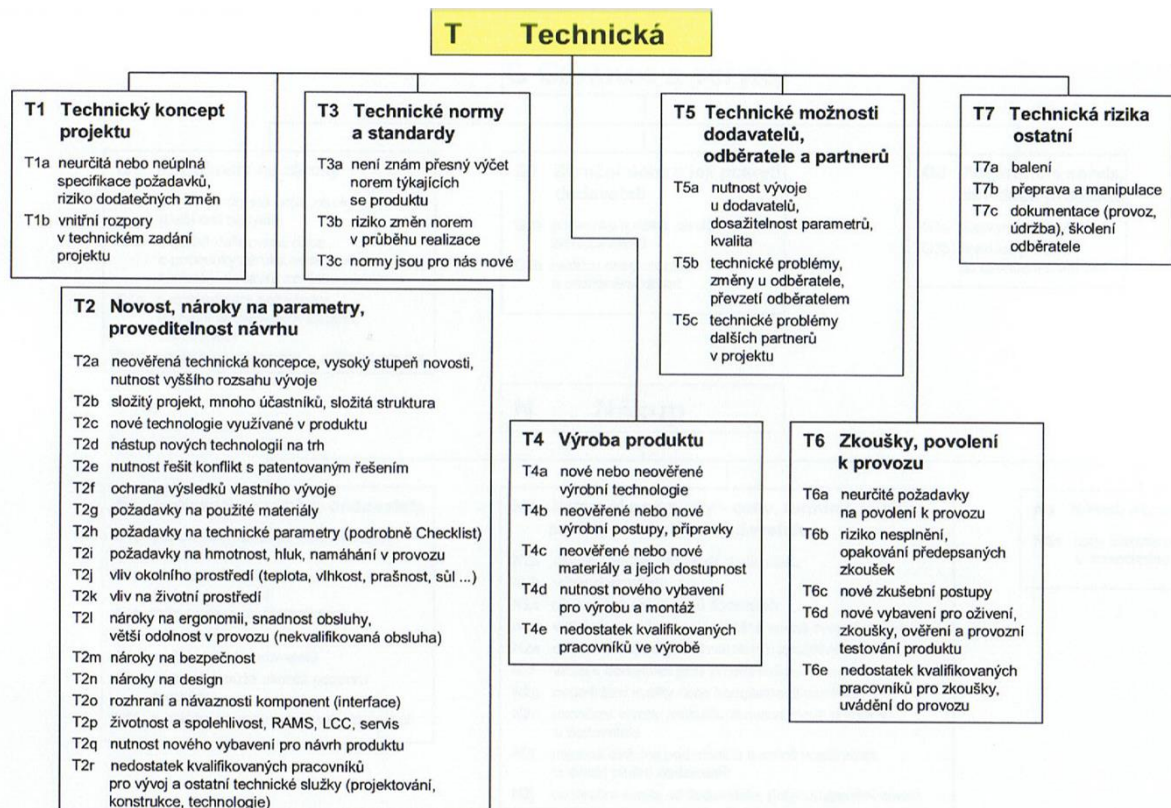 T Technická
T1 Technický koncept
projektu
T1a neurčitá nebo neúplná
specifikace požadavků,
riziko dodatečných změn
T1b vnitřní rozpory
v technickém zadání
projektu
T2 Novost, nároky na parametry,
proveditelnost návrhu
T2a neověřená technická koncepce, vysoký stupeň novosti,
nutnost vyššího rozsahu vývoje
T2b složitý projekt, mnoho účastníků, složitá struktura
T2c nové technologie využívané v produktu
T2d nástup nových technologií na trh
T2e nutnost řešit konflikt s patentovaným řešením
T2f ochrana výsledků vlastního vývoje
T2g požadavky na použité materiály
T2h požadavky na technické parametry (podrobně Checklist)
T2i požadavky na hmotnost, hluk, namáhání v provozu
T2j vliv okolního prostředí (teplota, vlhkost, prašnost, sůl ...)
T2k vliv na životní prostředí
T2l nároky na ergonomii, snadnost obsluhy,
větší odolnost v provozu (nekvalifikovaná obsluha)
T2m nároky na bezpečnost
T2n nároky na design
T2o rozhraní a návaznosti komponent (interface)
T2p životnost a spolehlivost, RAMS, LCC, servis
T2q nutnost nového vybavení pro návrh produktu
T2r nedostatek kvalifikovaných pracovníků
pro vývoj a ostatní technické služby (projektování,
konstrukce, technologie)
T3 Technické normy
a standardy
T3a není znám přesný výčet
norem týkajících
se produktu
T3b riziko změn norem
v průběhu realizace
T3c normy jsou pro nás nové
T4 Výroba produktu
T4a nové nebo neověřené
výrobní technologie
T4b neověřené nebo nové
výrobní postupy, přípravky
T4c neověřené nebo nové
materiály a jejich dostupnost
T4d nutnost nového vybavení
pro výrobu a montáž
T4e nedostatek kvalifikovaných
pracovníků ve výrobě
T5 Technické možnosti
dodavatelů,
odběratele a partnerů
T5a nutnost vývoje
u dodavatelů,
dosažitelnost parametrů,
kvalita
T5b technické problémy,
změny u odběratele,
převzetí odběratelem
T5c technické problémy
dalších partnerů
v projektu
T6 Zkoušky, povolení
k provozu
T6a neurčité požadavky
na povolení k provozu
T6b riziko nesplnění,
opakování předepsaných
zkoušek
T6c nové zkušební postupy
T6d nové vybavení pro oživení,
zkoušky, ověření a provozní
testování produktu
T6e nedostatek kvalifikovaných
pracovníků pro zkoušky,
uvádění do provozu
T7 Technická rizika
ostatní
T7a balení
T7b přeprava a manipulace
T7c dokumentace (provoz,
údržba), školení
odběratele